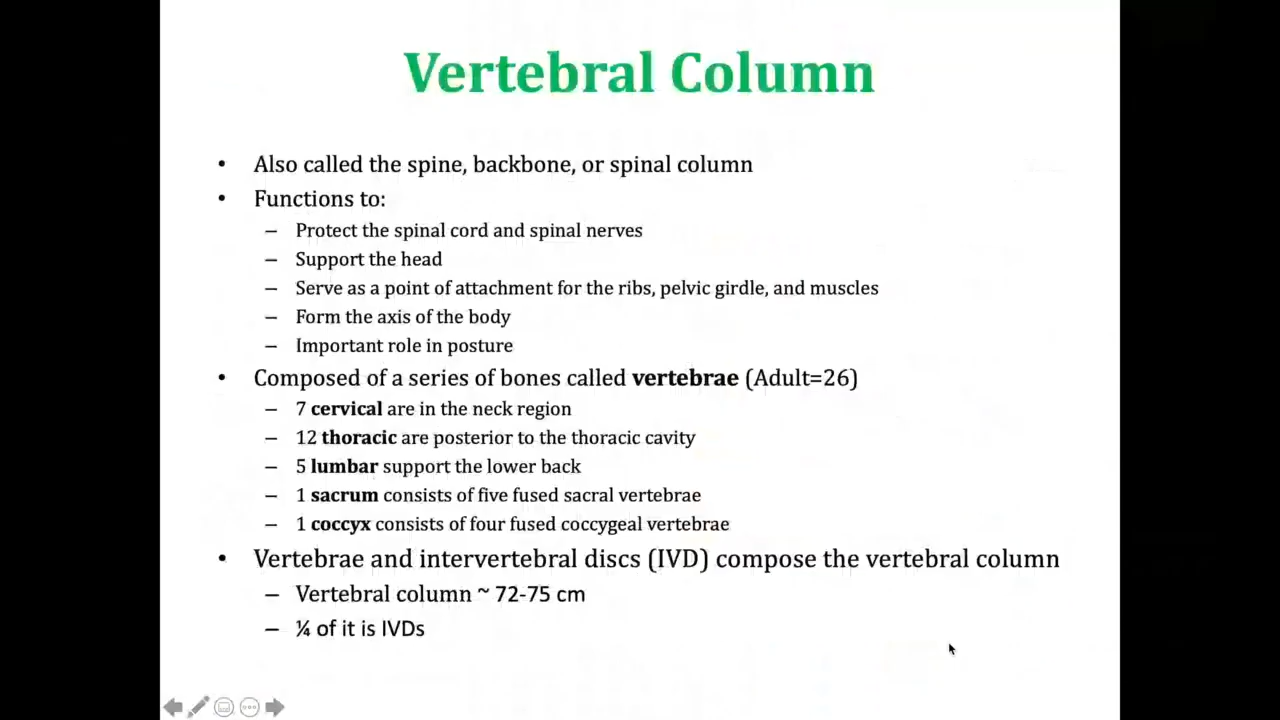 Vertebral Column
• Also called the spine, backbone, or spinal column
• Functions to:
– Protect the spinal cord and spinal nerves
– Support the head
– Serve as a point of attachment for the ribs, pelvic girdle, and muscles
– Form the axis of the body
– Important role in posture
• Composed of a series of bones called vertebrae (Adult=26)
– 7 cervical are in the neck region
– 12 thoracic are posterior to the thoracic cavity
– 5 lumbar support the lower back
– 1 sacrum consists of five fused sacral vertebrae
– 1 coccyx consists of four fused coccygeal vertebrae
• Vertebrae and intervertebral discs (IVD) compose the vertebral column
– Vertebral column ~ 72-75 cm
– ¼ of it is IVDs